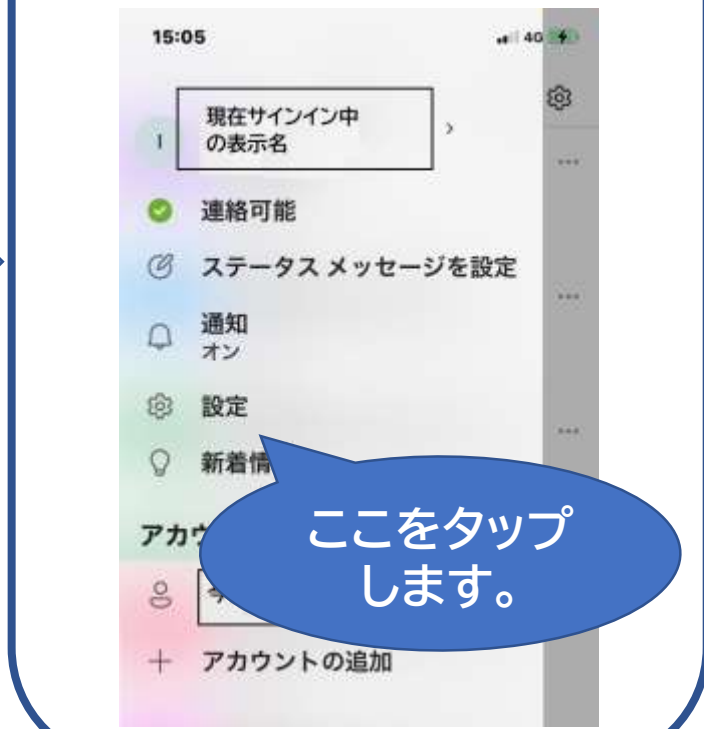 15:05
4G
現在サインイン中
の表示名
I
連絡可能
ステータス メッセージを設定
通知
オン
設定
新着情
アカウ
ここをタップ
します。
アカウントの追加